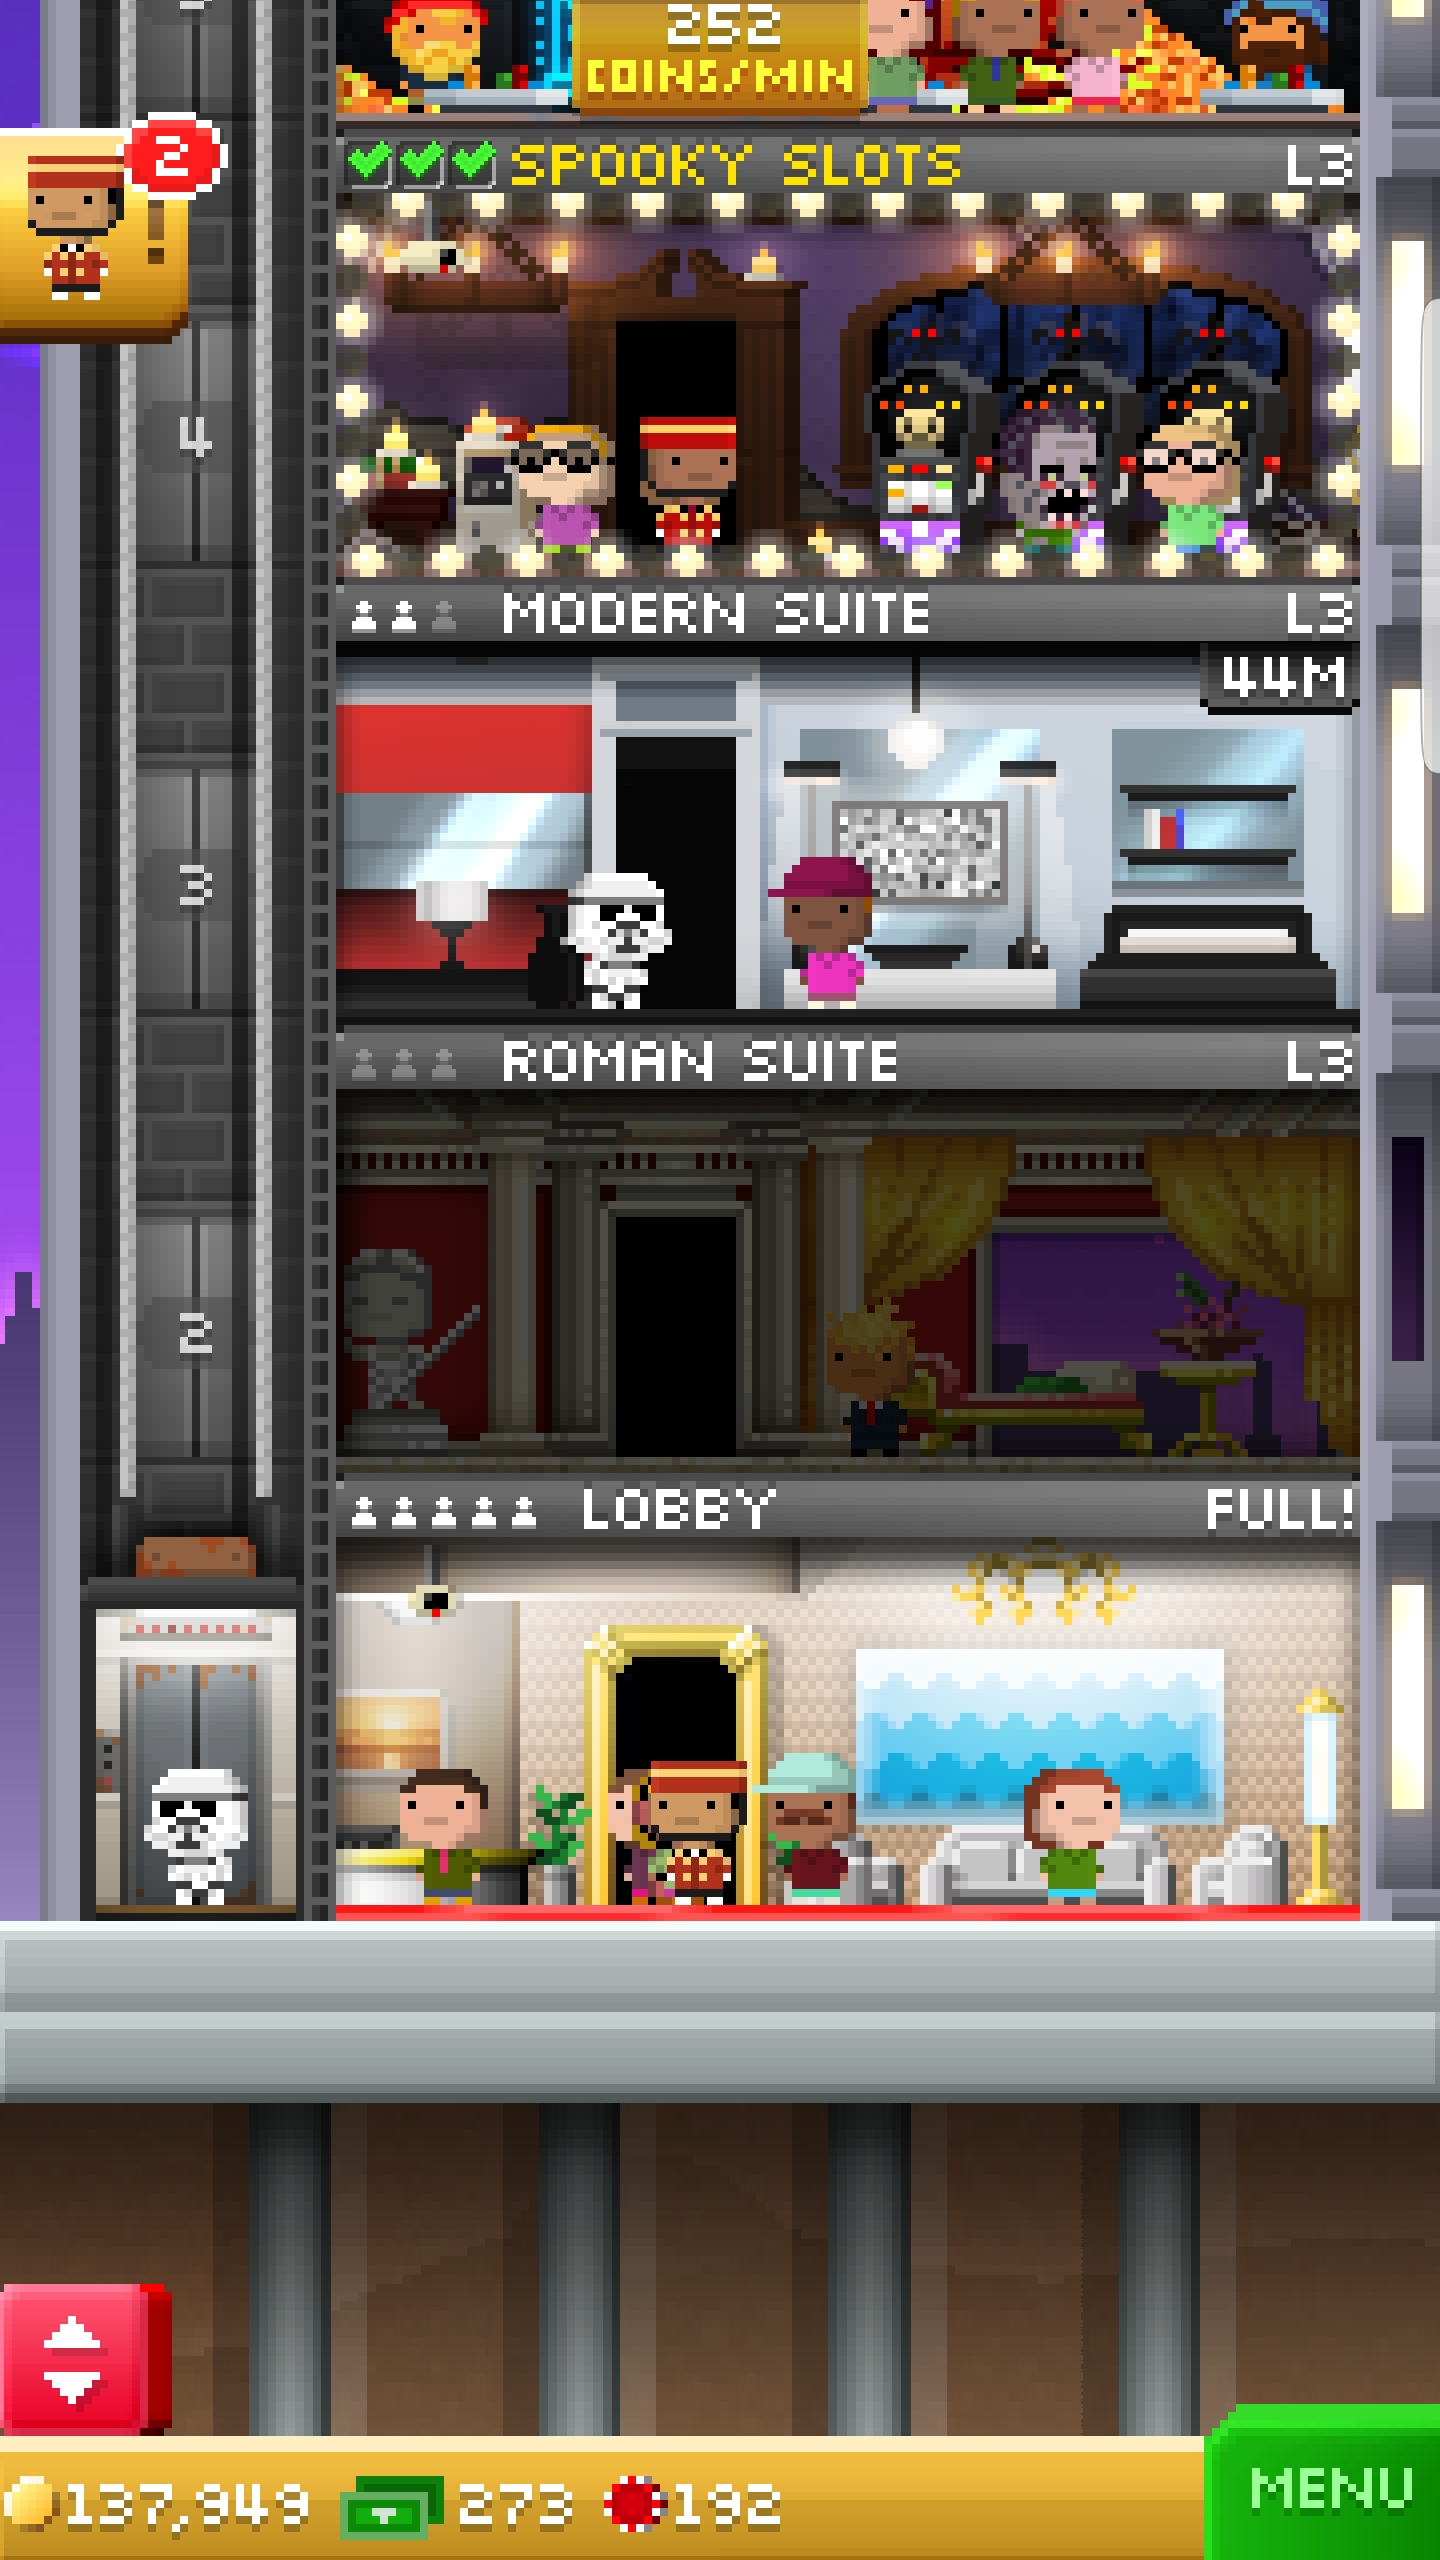 252
COINS/MIN
2
SPOOKY SLOTS L3
4
MODERN SUITE L3
44M
3
ROMAN SUITE L3
2
LOBBY FULL!
137,949 273 192
MENU